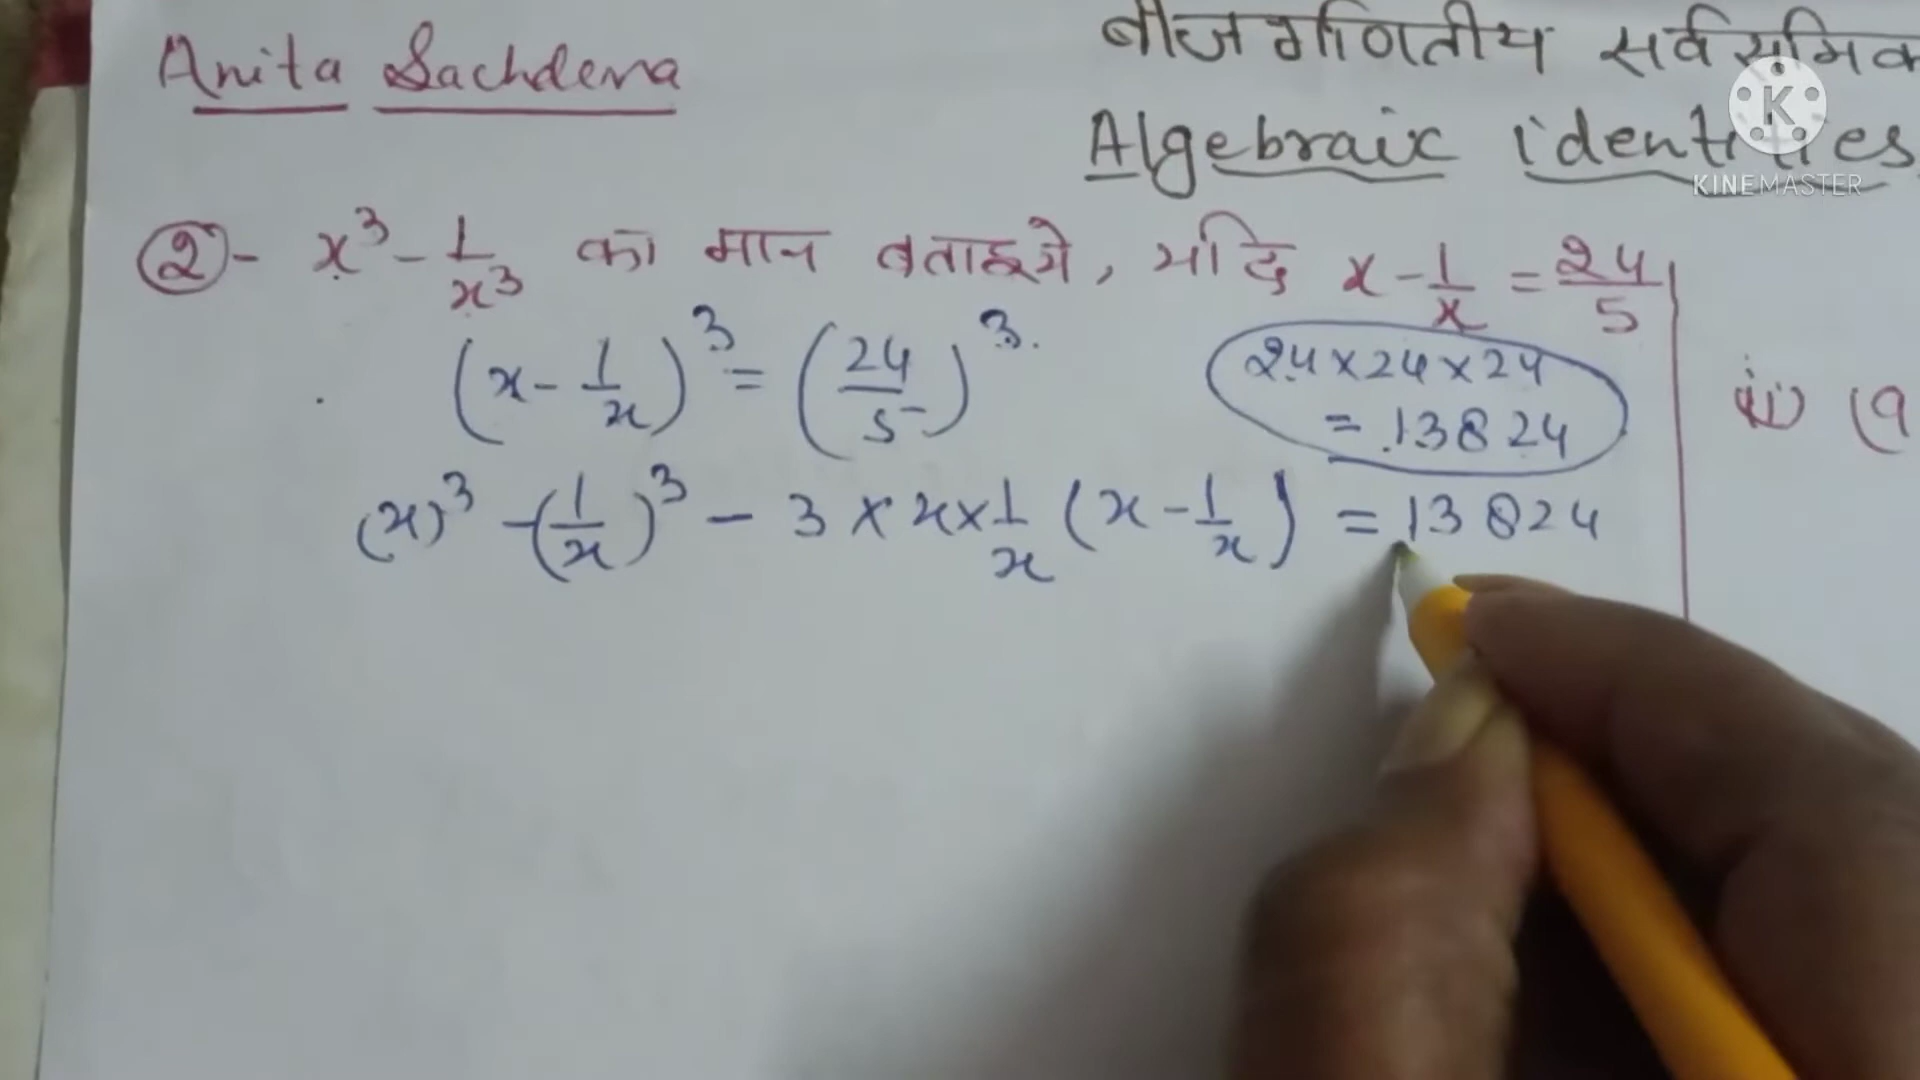 Anita Sachdeva
बीजगणितीय सर्वसमिक
Algebraic identities
K
KINEMASTER
②- x³ - 1/x³ का मान बताइये, यदि x - 1/x = 24/5
(x - 1/x)³ = (24/5)³
24×24×24
= 13824
(x)³ - (1/x)³ - 3 × x × 1/x (x - 1/x) = 13824